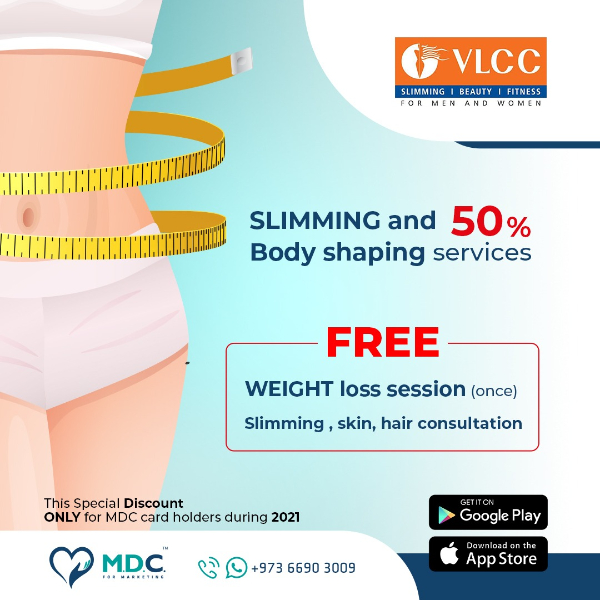 VLCC
SLIMMING | BEAUTY | FITNESS
FOR MEN AND WOMEN
SLIMMING and 50%
Body shaping services
FREE
WEIGHT loss session (once)
Slimming , skin, hair consultation
This Special Discount
ONLY for MDC card holders during 2021
GET IT ON
Google Play
Download on the
App Store
M.D.C. ™
FOR MARKETING
+973 6690 3009